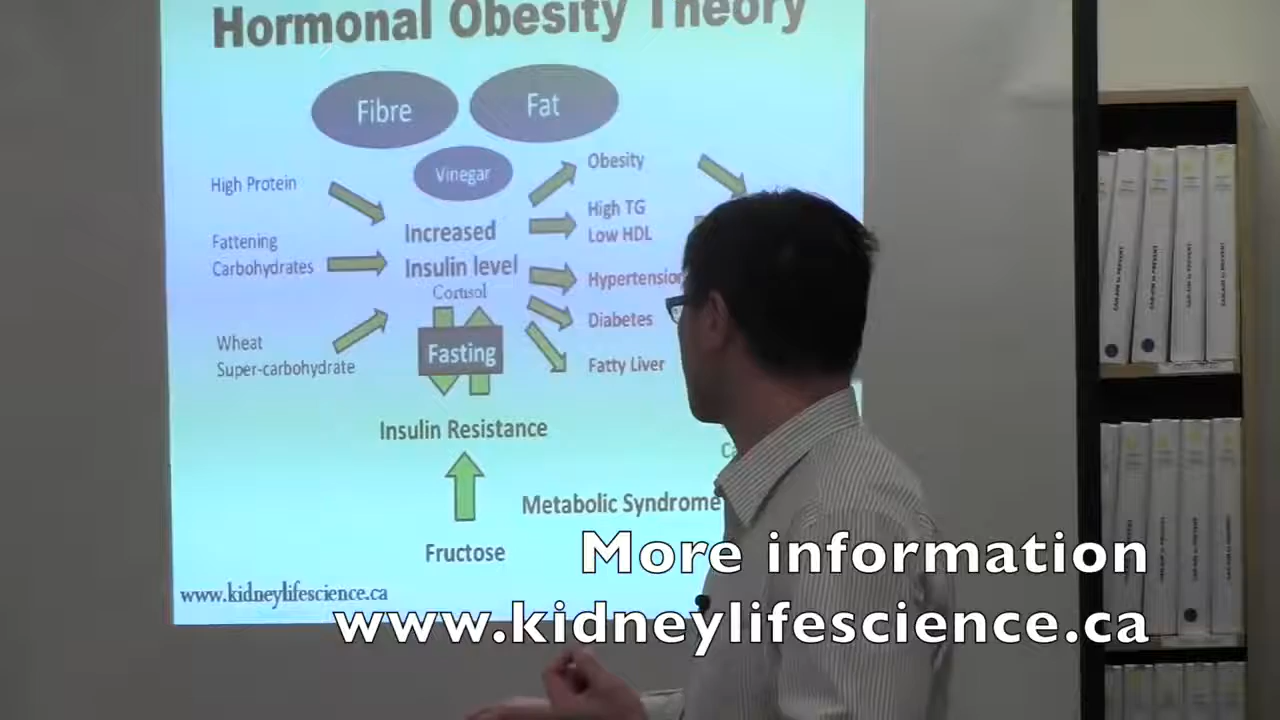 Hormonal Obesity Theory
Fibre
Fat
Vinegar
High Protein
Fattening
Carbohydrates
Wheat
Super-carbohydrate
Increased
Insulin level
Cortisol
Fasting
Insulin Resistance
Fructose
Obesity
High TG
Low HDL
Hypertension
Diabetes
Fatty Liver
Metabolic Syndrome
www.kidneylifescience.ca
More information
www.kidneylifescience.ca